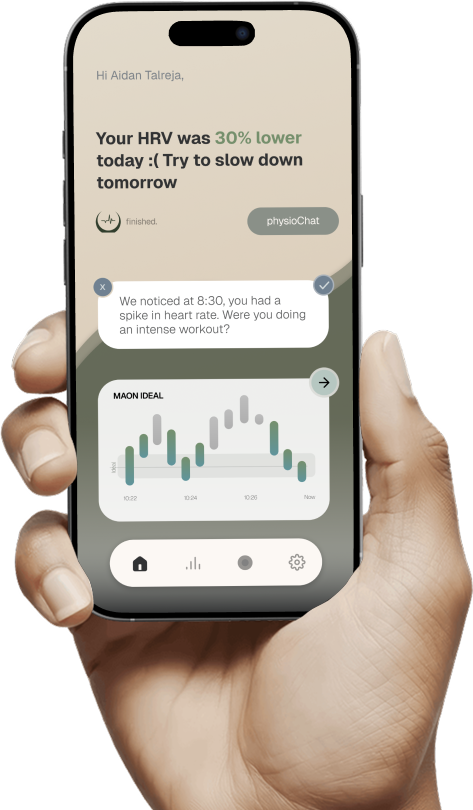 Hi Aidan Talreja,
Your HRV was 30% lower
today :( Try to slow down
tomorrow
finished.
physioChat
x
We noticed at 8:30, you had a
spike in heart rate. Were you doing
an intense workout?
MAON IDEAL
10:22
10:24
10:26
Now